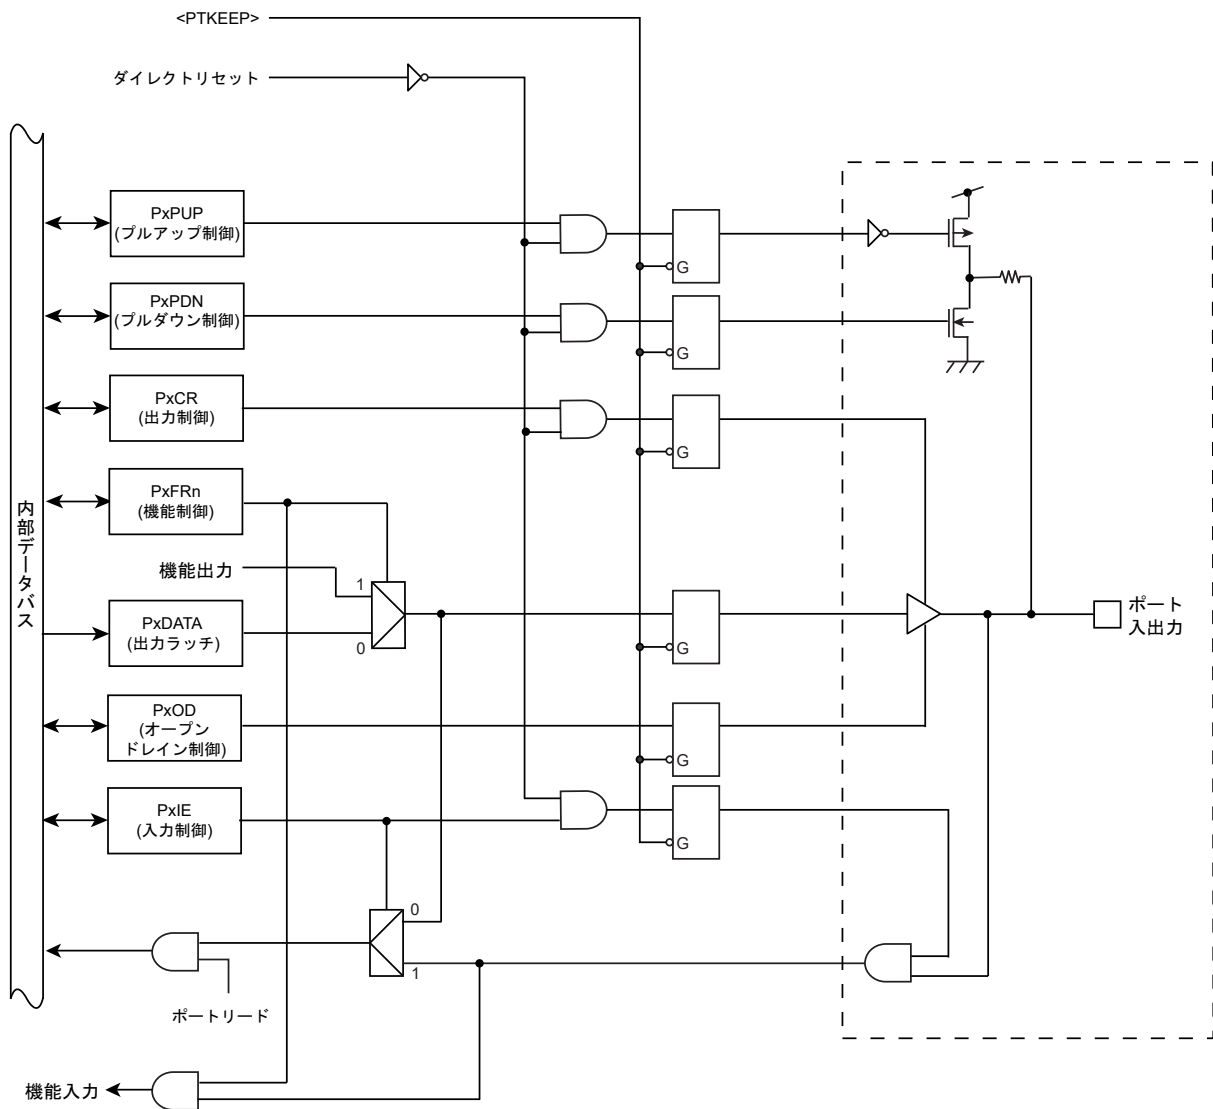 <PTKEEP>
ダイレクトリセット
PxPUP
(プルアップ制御)
G
PxPDN
(プルダウン制御)
G
PxCR
(出力制御)
G
PxFRn
(機能制御)
内部データバス
機能出力
1
PxDATA
(出力ラッチ)
0
G
ポート
入出力
PxOD
(オープン
ドレイン制御)
G
PxIE
(入力制御)
G
0
1
ポートリード
機能入力